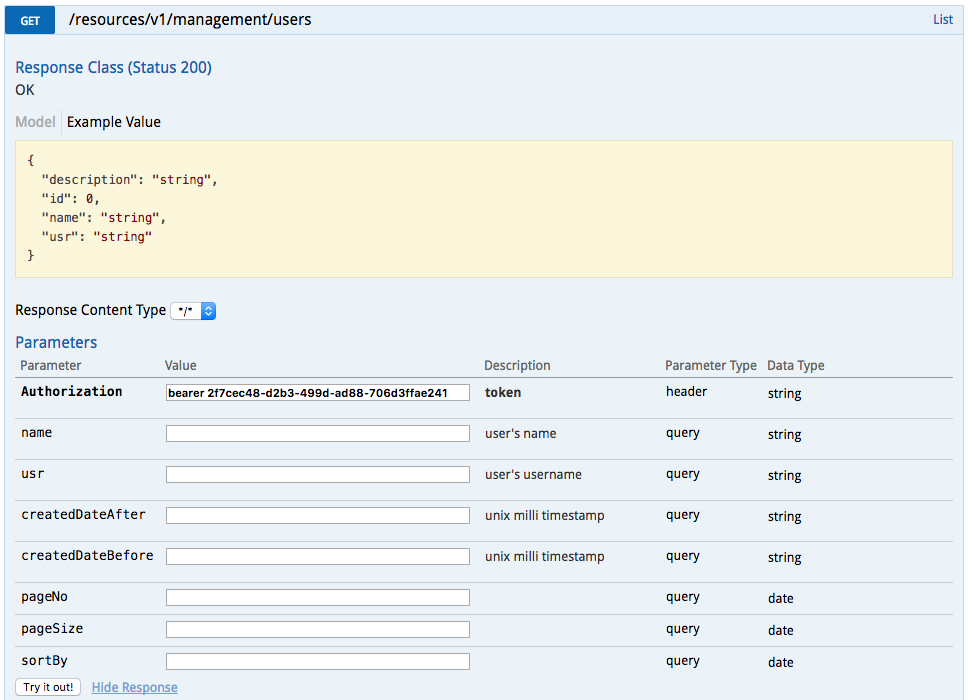 GET /resources/v1/management/users List
Response Class (Status 200)
OK
Model Example Value
{
"description": "string",
"id": 0,
"name": "string",
"usr": "string"
}
Response Content Type */*
Parameters
Parameter Value Description Parameter Type Data Type
Authorization bearer 2f7cec48-d2b3-499d-ad88-706d3ffae241 token header string
name user's name query string
usr user's username query string
createdDateAfter unix milli timestamp query string
createdDateBefore unix milli timestamp query string
pageNo query date
pageSize query date
sortBy query date
Try it out! Hide Response